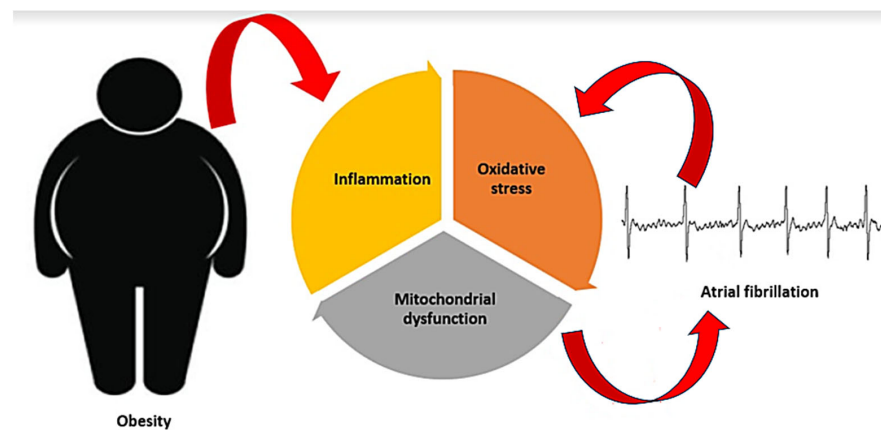 Inflammation
Oxidative
stress
Mitochondrial
dysfunction
Atrial fibrillation
Obesity